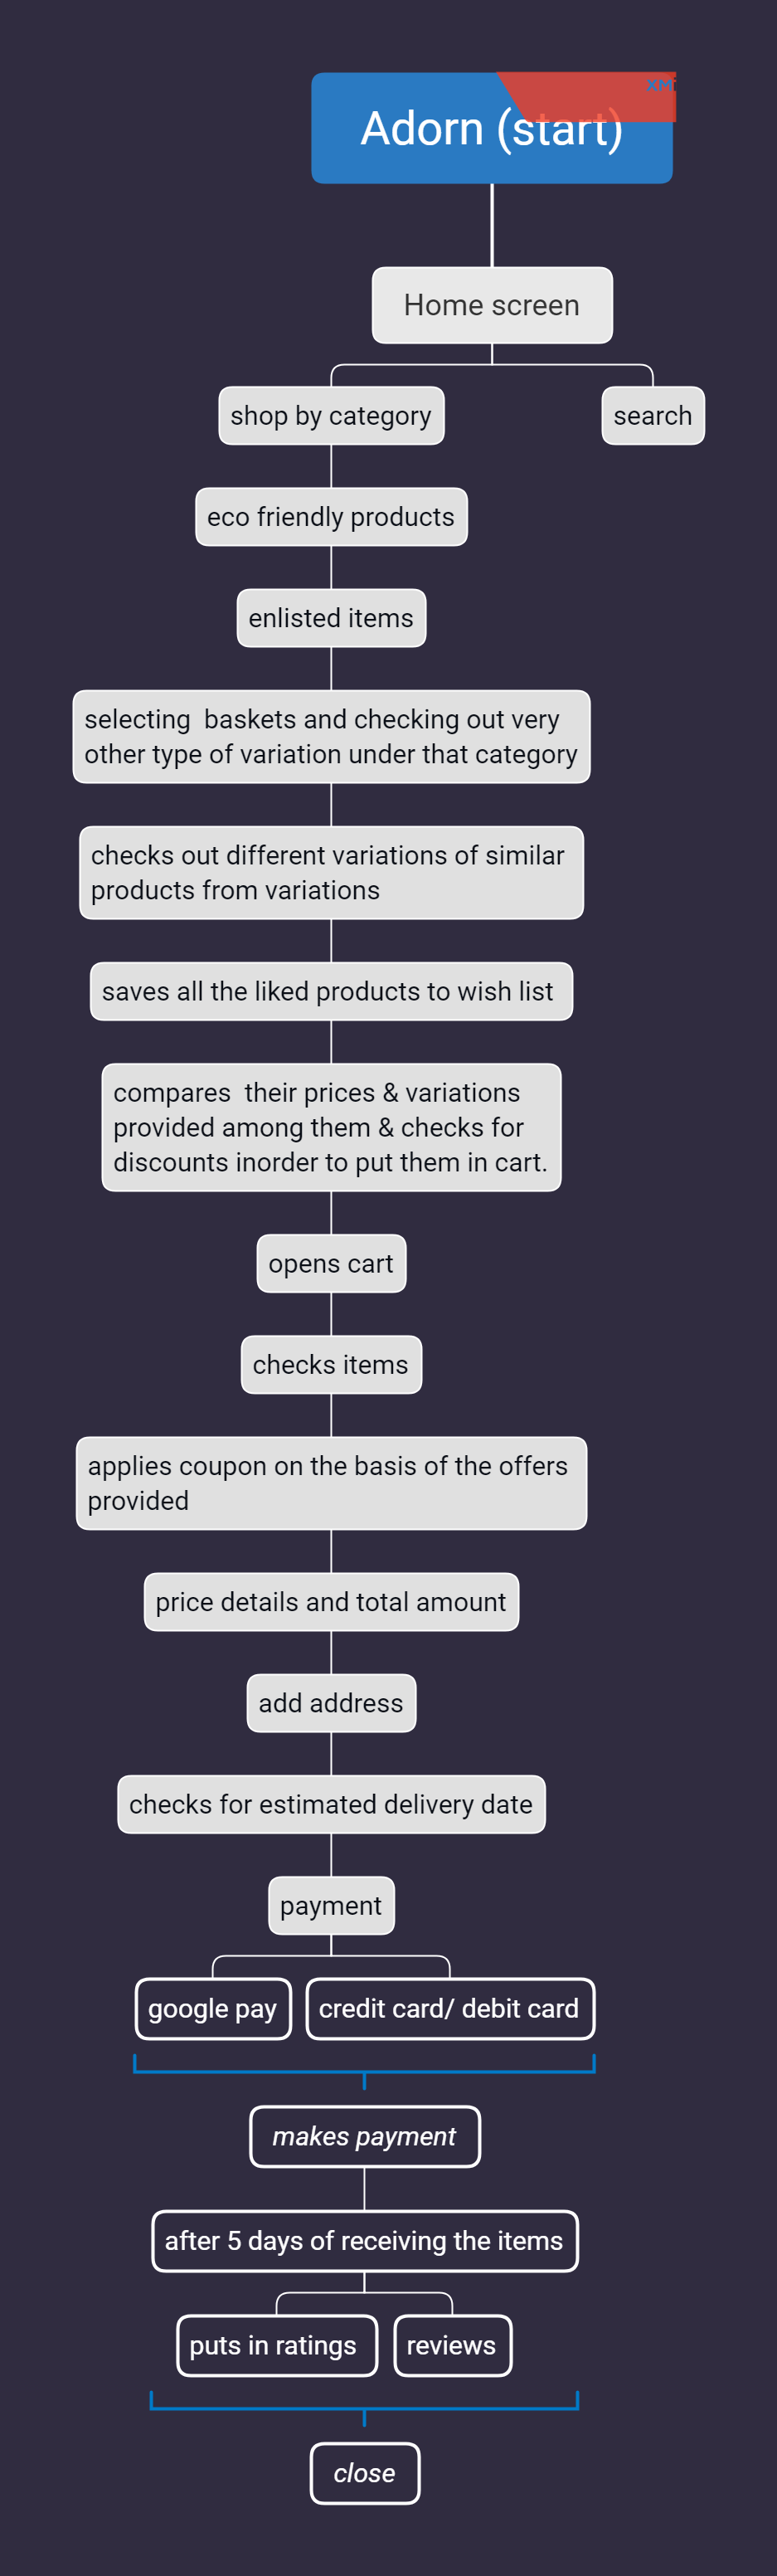 XMi
Adorn (start)
Home screen
shop by category
search
eco friendly products
enlisted items
selecting  baskets and checking out very
other type of variation under that category
checks out different variations of similar
products from variations
saves all the liked products to wish list
compares  their prices & variations
provided among them & checks for
discounts inorder to put them in cart.
opens cart
checks items
applies coupon on the basis of the offers
provided
price details and total amount
add address
checks for estimated delivery date
payment
google pay
credit card/ debit card
makes payment
after 5 days of receiving the items
puts in ratings
reviews
close